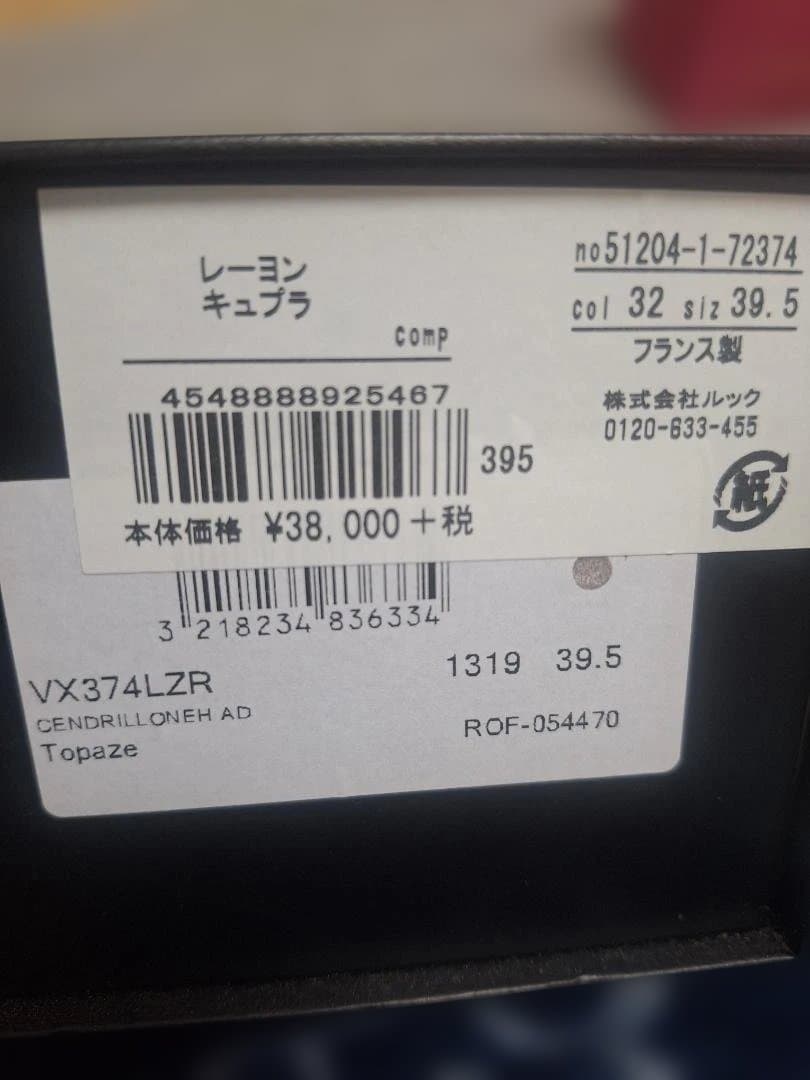 レーヨン
キュプラ
comp
no51204-1-72374
col 32 siz 39.5
フランス製
株式会社ルック
0120-633-455
紙
4548888925467
395
本体価格 ¥38,000+税
3 218234 836334
VX374LZR
1319 39.5
CENDRILLONEH AD
ROF-054470
Topaze